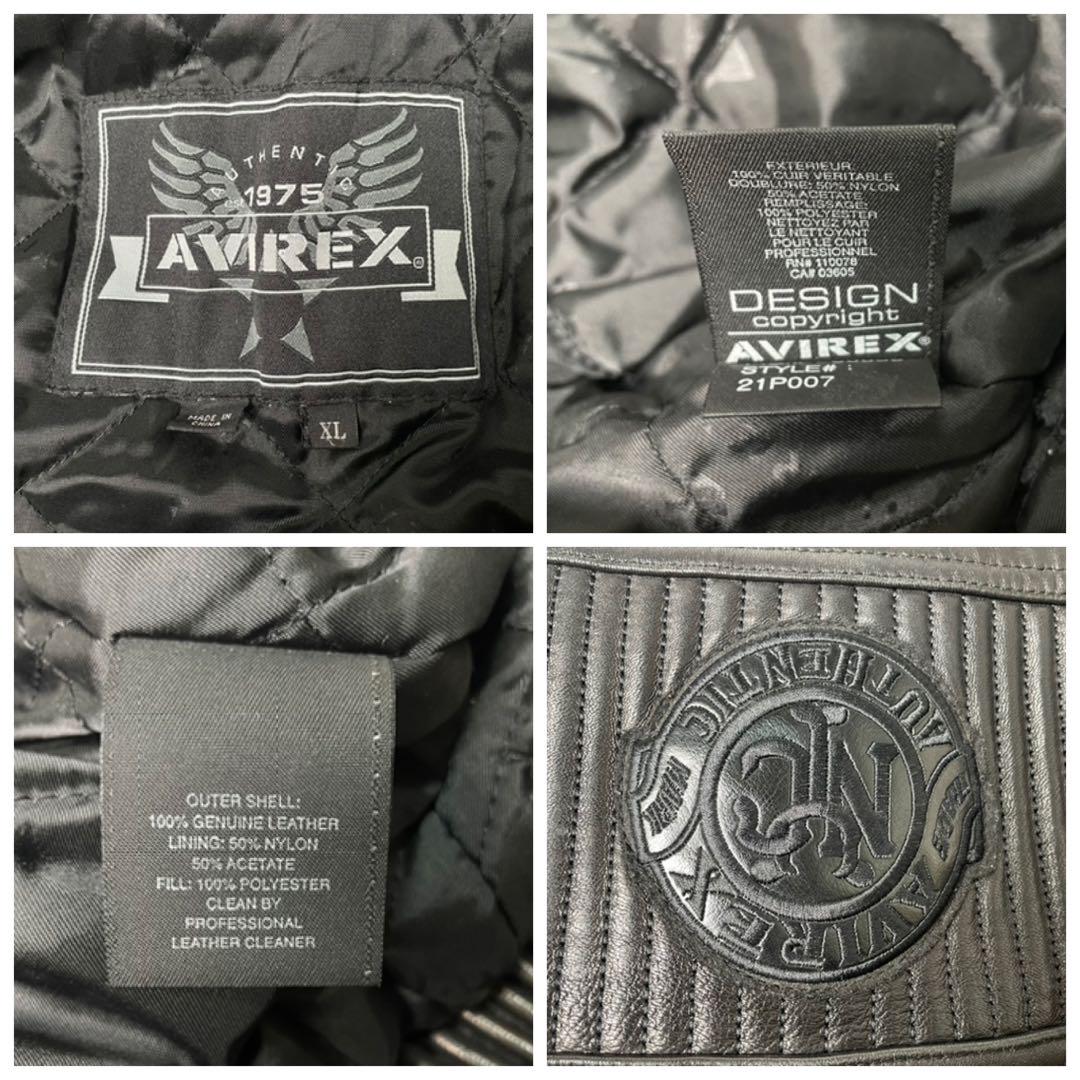 AUTHENTIC
1975
AVIREX®
MADE IN
CHINA
XL
EXTERIEUR
100% CUIR VERITABLE
DOUBLURE: 50% NYLON
50% ACETATE
REMPLISSAGE
100% POLYESTER
NETTOYEZ PAR
LE NETTOYANT
POUR LE CUIR
PROFESSIONNEL
RN# 110078
CA# 03605
DESIGN
copyright
AVIREX®
STYLE# :
21P007
OUTER SHELL:
100% GENUINE LEATHER
LINING: 50% NYLON
50% ACETATE
FILL: 100% POLYESTER
CLEAN BY
PROFESSIONAL
LEATHER CLEANER
AUTHENTIC
AVIREX